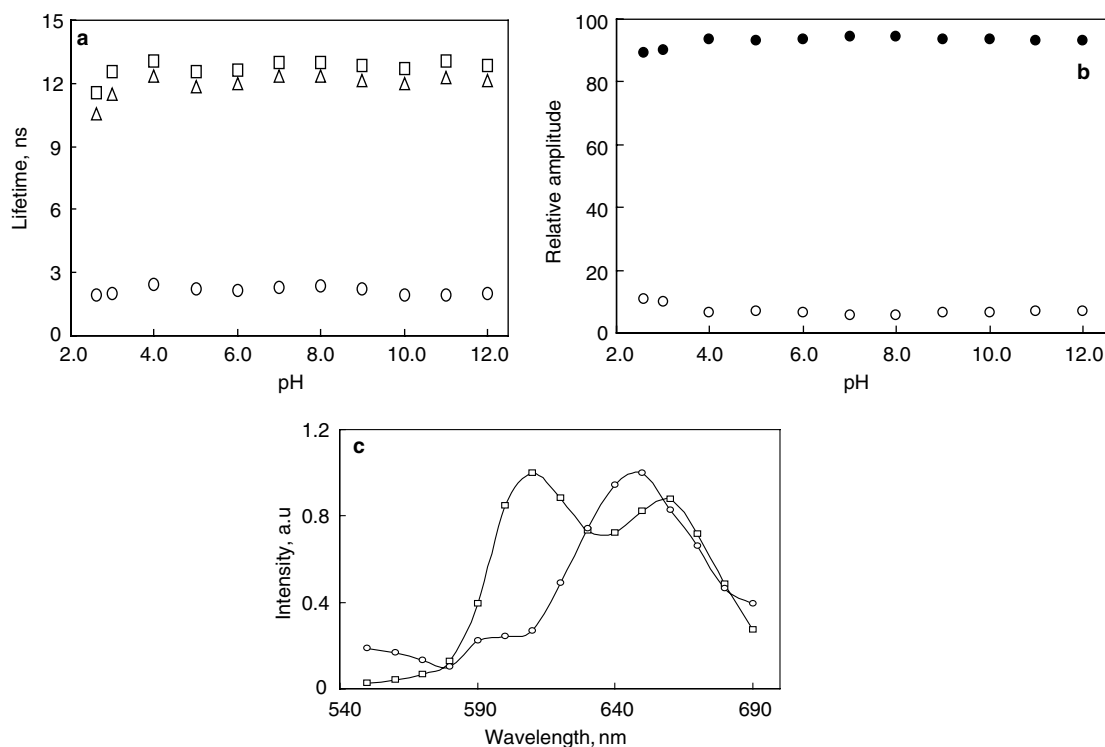 a
15
12
9
6
3
0
2.0 4.0 6.0 8.0 10.0 12.0
pH
Lifetime, ns
b
100
80
60
40
20
0
2.0 4.0 6.0 8.0 10.0 12.0
pH
Relative amplitude
c
1.2
0.8
0.4
0
540 590 640 690
Wavelength, nm
Intensity, a.u